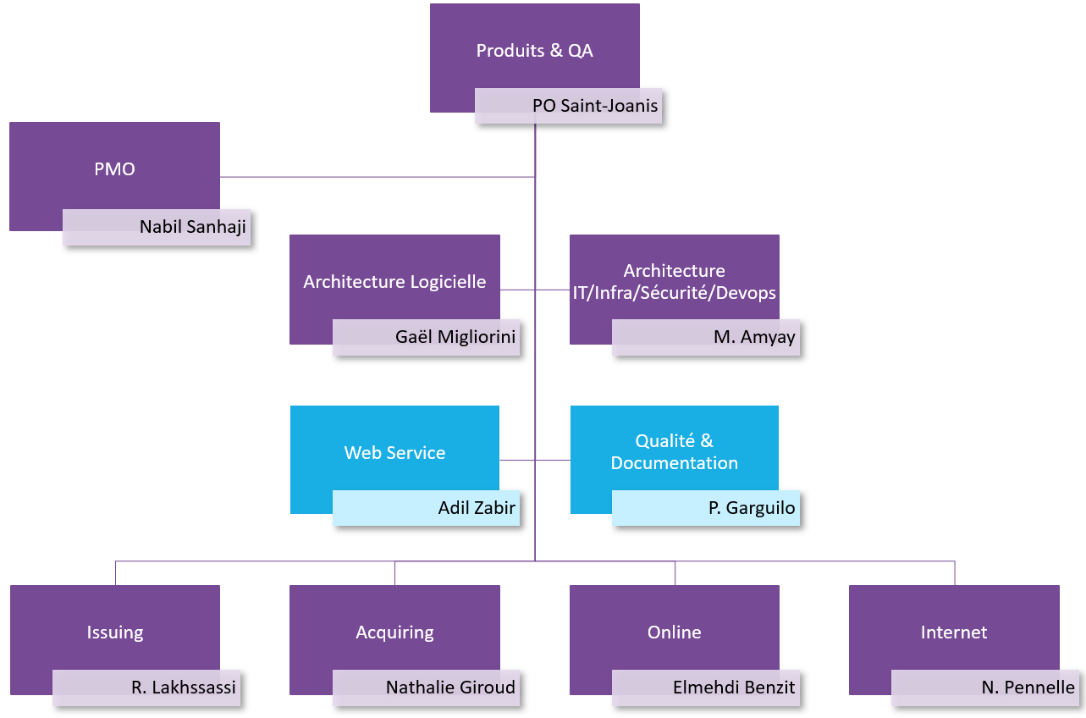 Produits & QA
PO Saint-Joanis
PMO
Nabil Sanhaji
Architecture Logicielle
Gaël Migliorini
Architecture
IT/Infra/Sécurité/Devops
M. Amyay
Web Service
Adil Zabir
Qualité &
Documentation
P. Garguilo
Issuing
R. Lakhssassi
Acquiring
Nathalie Giroud
Online
Elmehdi Benzit
Internet
N. Pennelle